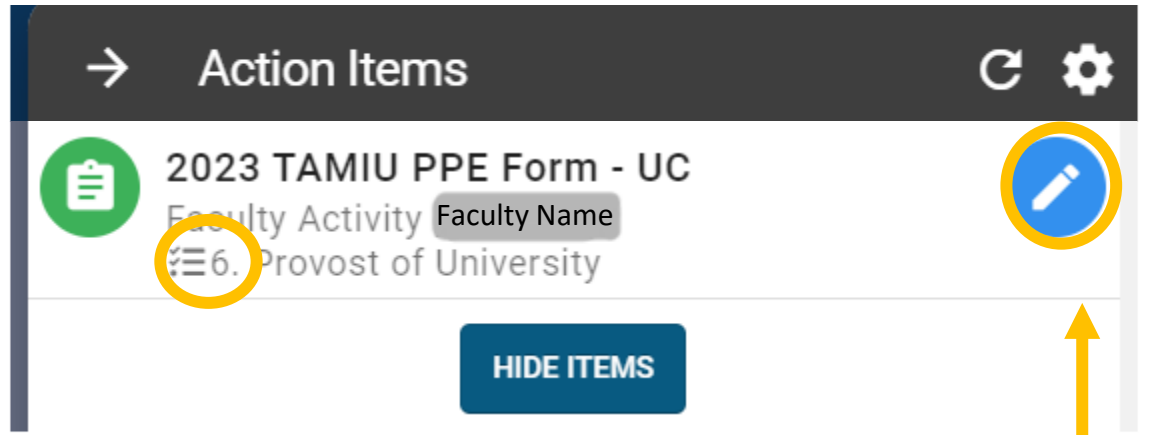 Action Items
2023 TAMIU PPE Form - UC
Faculty Activity Faculty Name
6. Provost of University
HIDE ITEMS